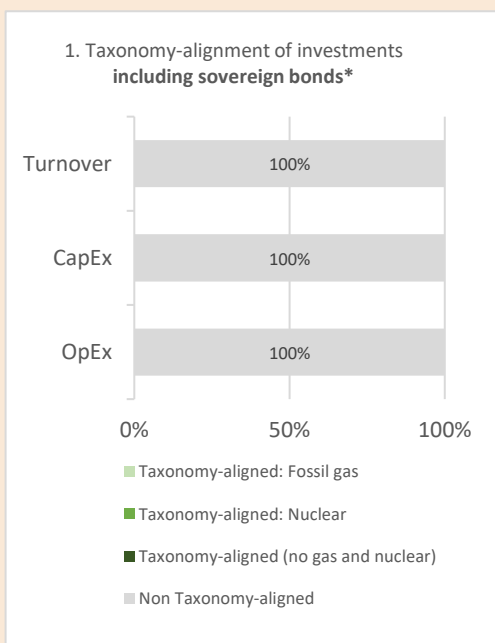 1. Taxonomy-alignment of investments
including sovereign bonds*
Turnover
100%
CapEx
100%
OpEx
100%
0%
50%
100%
Taxonomy-aligned: Fossil gas
Taxonomy-aligned: Nuclear
Taxonomy-aligned (no gas and nuclear)
Non Taxonomy-aligned